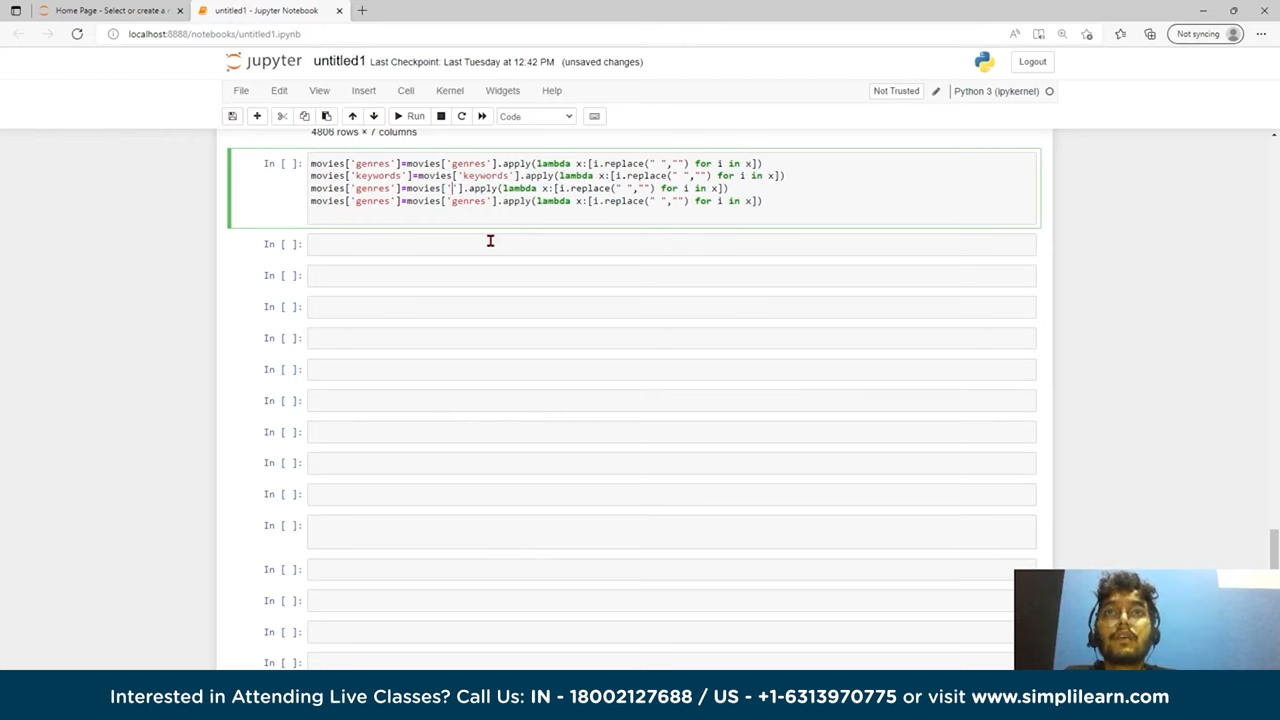 Home Page - Select or create a n
untitled1 - Jupyter Notebook
localhost:8888/notebooks/untitled1.ipynb
Not syncing
jupyter untitled1 Last Checkpoint: Last Tuesday at 12:42 PM (unsaved changes)
Logout
File Edit View Insert Cell Kernel Widgets Help
Not Trusted
Python 3 (ipykernel)
Run
Code
4806 rows × 7 columns
In [ ]:
movies['genres']=movies['genres'].apply(lambda x:[i.replace(" ","") for i in x])
movies['keywords']=movies['keywords'].apply(lambda x:[i.replace(" ","") for i in x])
movies['genres']=movies[''].apply(lambda x:[i.replace(" ","") for i in x])
movies['genres']=movies['genres'].apply(lambda x:[i.replace(" ","") for i in x])
In [ ]:
In [ ]:
In [ ]:
In [ ]:
In [ ]:
In [ ]:
In [ ]:
In [ ]:
In [ ]:
In [ ]:
In [ ]:
In [ ]:
In [ ]:
In [ ]:
Interested in Attending Live Classes? Call Us: IN - 18002127688 / US - +1-6313970775 or visit www.simplilearn.com